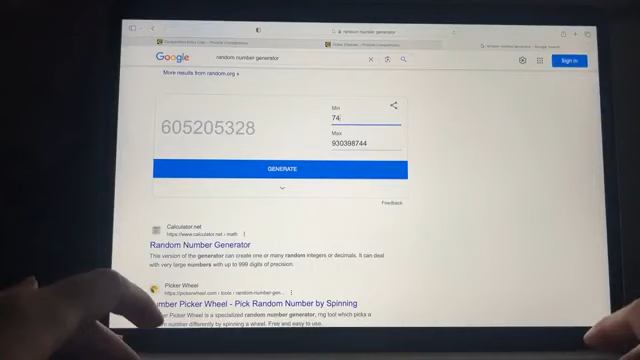 random number generator
Google
random number generator
Sign in
More results from random.org »
Min
605205328
74
Max
930398744
GENERATE
Feedback
Calculator.net
https://www.calculator.net › math
Random Number Generator
This version of the generator can create one or many random integers or decimals. It can deal
with very large numbers with up to 999 digits of precision.
Picker Wheel
https://pickerwheel.com › tools › random-number-gen...
umber Picker Wheel - Pick Random Number by Spinning
Picker Wheel is a specialized random number generator, rng tool which picks a
number differently by spinning a wheel. Free and easy to use.